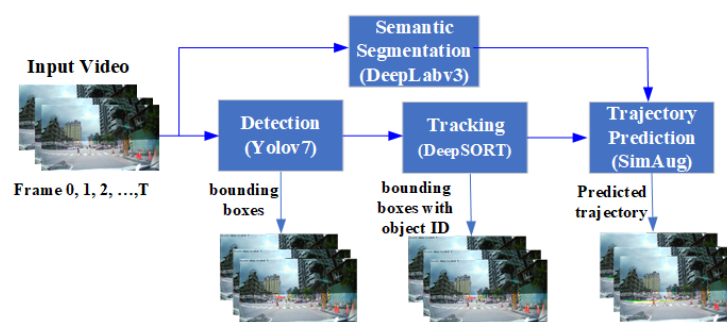 Semantic
Segmentation
(DeepLabv3)
Input Video
Detection
(Yolov7)
Tracking
(DeepSORT)
Trajectory
Prediction
(SimAug)
Frame 0, 1, 2, ...,T
bounding
boxes
bounding
boxes with
object ID
Predicted
trajectory